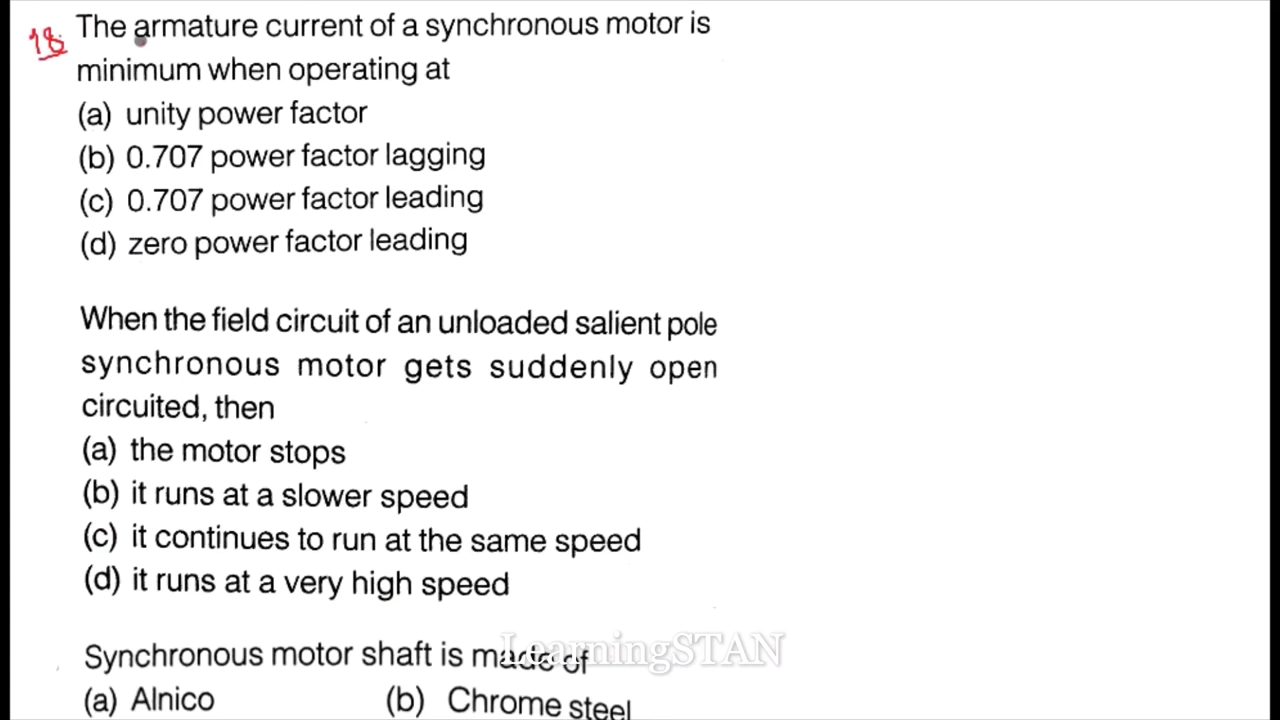 18. The armature current of a synchronous motor is
minimum when operating at
(a) unity power factor
(b) 0.707 power factor lagging
(c) 0.707 power factor leading
(d) zero power factor leading
When the field circuit of an unloaded salient pole
synchronous motor gets suddenly open
circuited, then
(a) the motor stops
(b) it runs at a slower speed
(c) it continues to run at the same speed
(d) it runs at a very high speed
Synchronous motor shaft is made of
LearningSTAN
(a) Alnico (b) Chrome steel